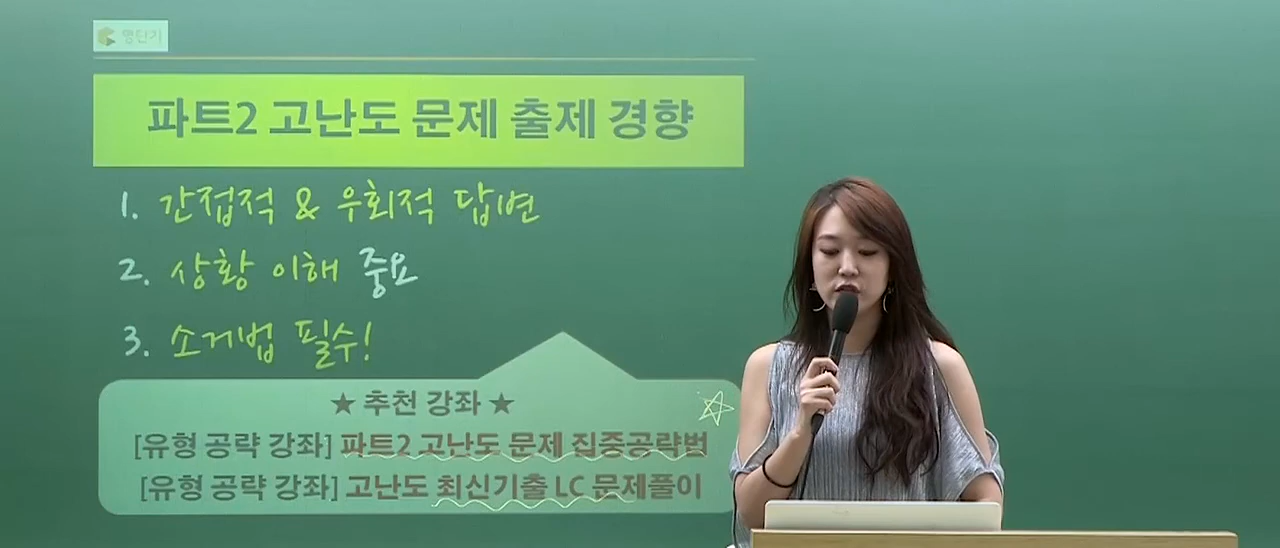 영단기
파트2 고난도 문제 출제 경향
1. 간접적 & 우회적 답변
2. 상황 이해 중요
3. 소거법 필수!
★ 추천 강좌 ★
[유형 공략 강좌] 파트2 고난도 문제 집중공략법
[유형 공략 강좌] 고난도 최신기출 LC 문제풀이